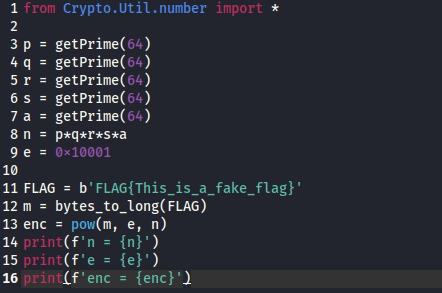 1 from Crypto.Util.number import *
2
3 p = getPrime(64)
4 q = getPrime(64)
5 r = getPrime(64)
6 s = getPrime(64)
7 a = getPrime(64)
8 n = p*q*r*s*a
9 e = 0×10001
10
11 FLAG = b'FLAG{This_is_a_fake_flag}'
12 m = bytes_to_long(FLAG)
13 enc = pow(m, e, n)
14 print(f'n = {n}')
15 print(f'e = {e}')
16 print(f'enc = {enc}')